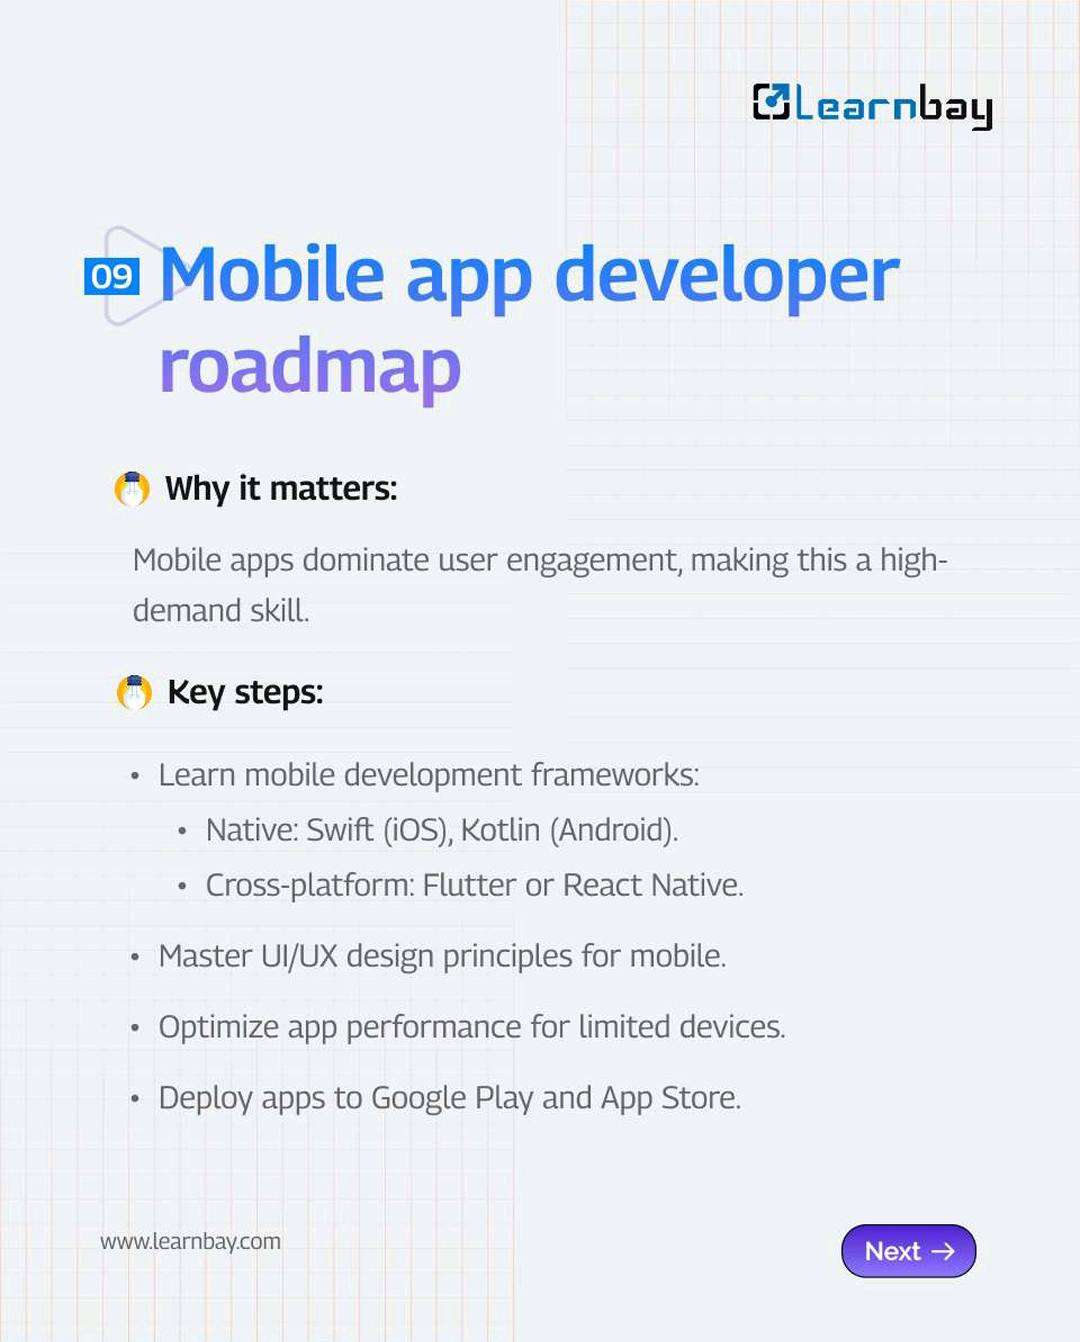 Learnbay
09 Mobile app developer
roadmap
Why it matters:
Mobile apps dominate user engagement, making this a high-
demand skill.
Key steps:
• Learn mobile development frameworks:
• Native: Swift (iOS), Kotlin (Android).
• Cross-platform: Flutter or React Native.
• Master UI/UX design principles for mobile.
• Optimize app performance for limited devices.
• Deploy apps to Google Play and App Store.
www.learnbay.com
Next →